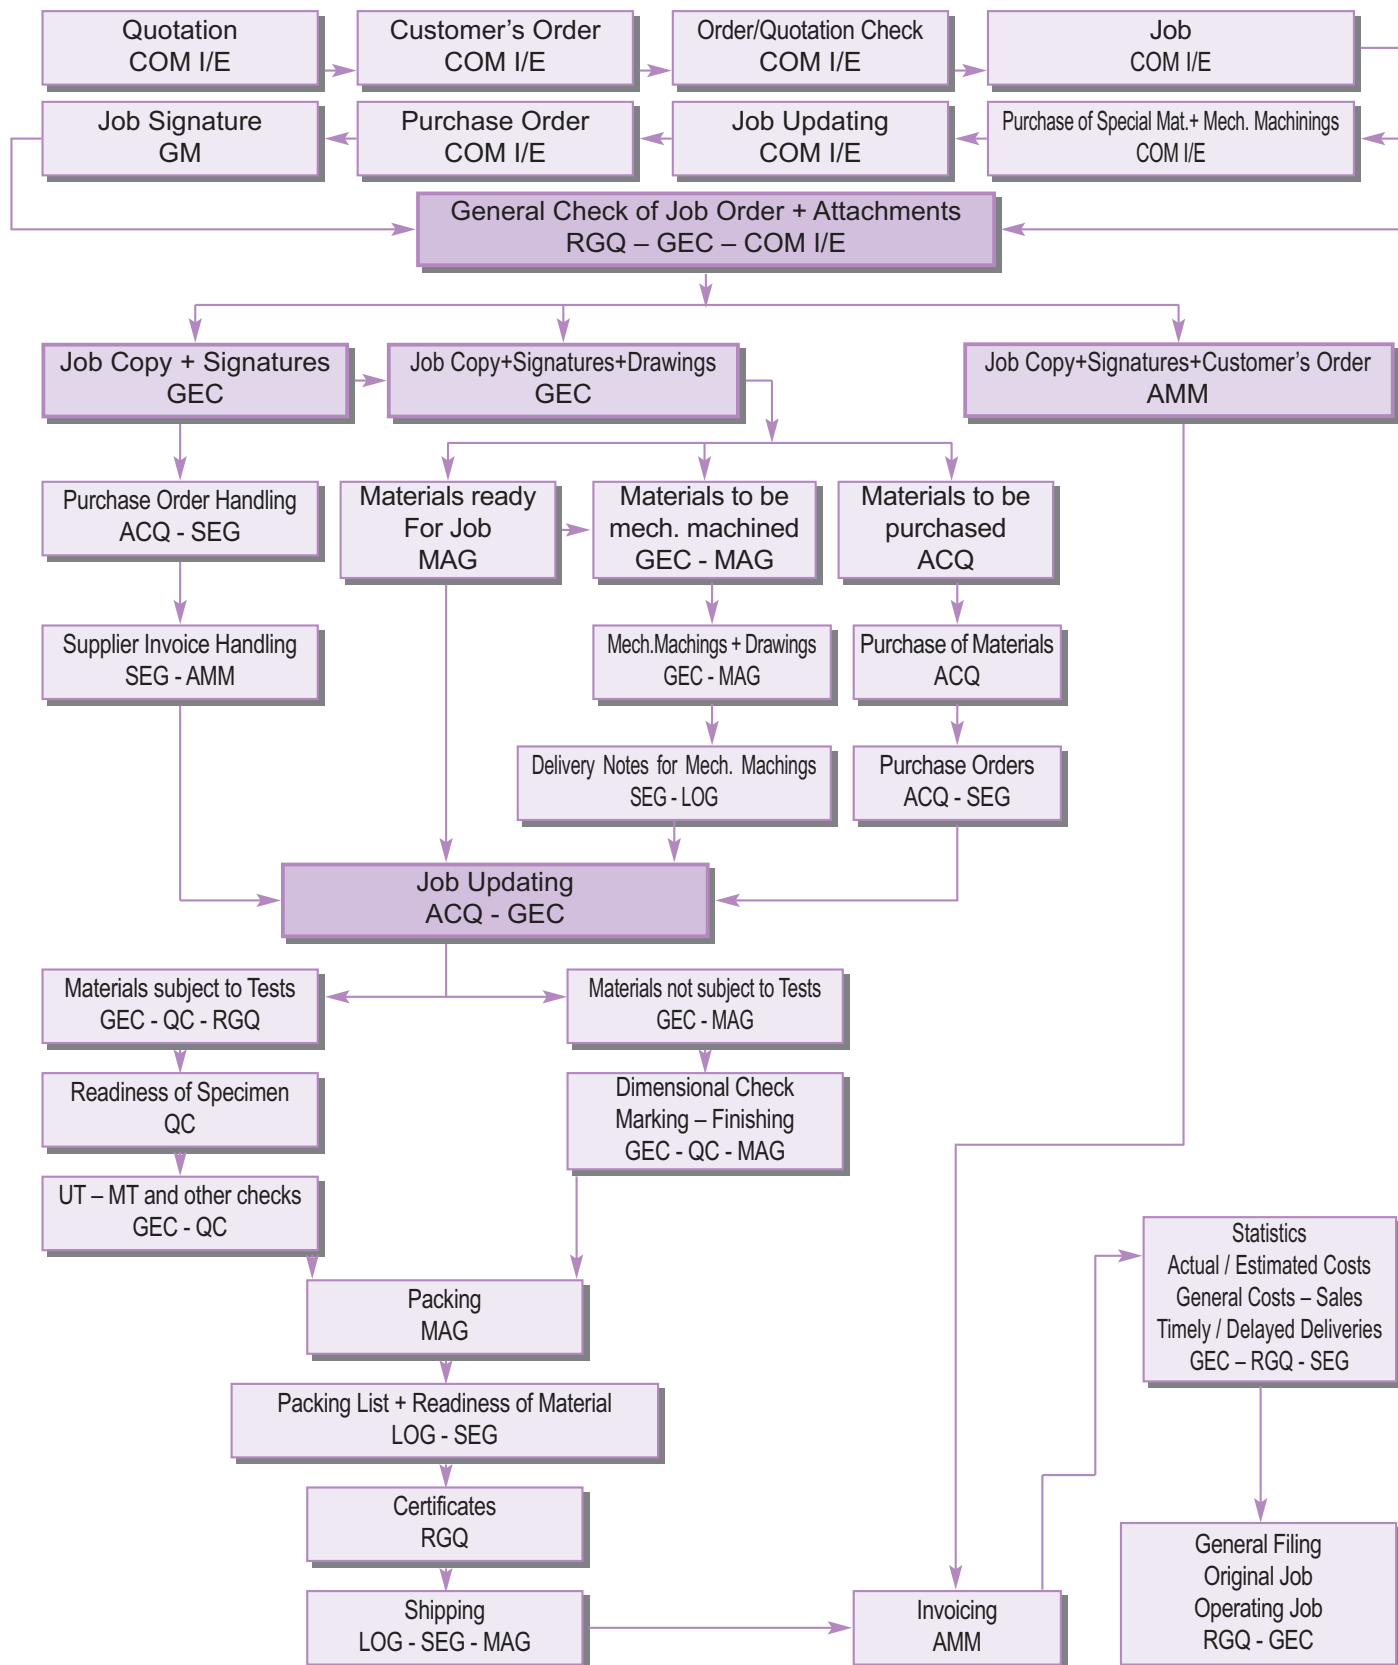 Quotation
COM I/E
Customer’s Order
COM I/E
Order/Quotation Check
COM I/E
Job
COM I/E
Job Signature
GM
Purchase Order
COM I/E
Job Updating
COM I/E
Purchase of Special Mat.+ Mech. Machinings
COM I/E
General Check of Job Order + Attachments
RGQ – GEC – COM I/E
Job Copy + Signatures
GEC
Job Copy+Signatures+Drawings
GEC
Job Copy+Signatures+Customer’s Order
AMM
Purchase Order Handling
ACQ - SEG
Materials ready
For Job
MAG
Materials to be
mech. machined
GEC - MAG
Materials to be
purchased
ACQ
Supplier Invoice Handling
SEG - AMM
Mech.Machings + Drawings
GEC - MAG
Purchase of Materials
ACQ
Delivery Notes for Mech. Machings
SEG - LOG
Purchase Orders
ACQ - SEG
Job Updating
ACQ - GEC
Materials subject to Tests
GEC - QC - RGQ
Materials not subject to Tests
GEC - MAG
Readiness of Specimen
QC
Dimensional Check
Marking – Finishing
GEC - QC - MAG
UT – MT and other checks
GEC - QC
Statistics
Actual / Estimated Costs
General Costs – Sales
Timely / Delayed Deliveries
GEC – RGQ - SEG
Packing
MAG
Packing List + Readiness of Material
LOG - SEG
Certificates
RGQ
General Filing
Original Job
Operating Job
RGQ - GEC
Shipping
LOG - SEG - MAG
Invoicing
AMM